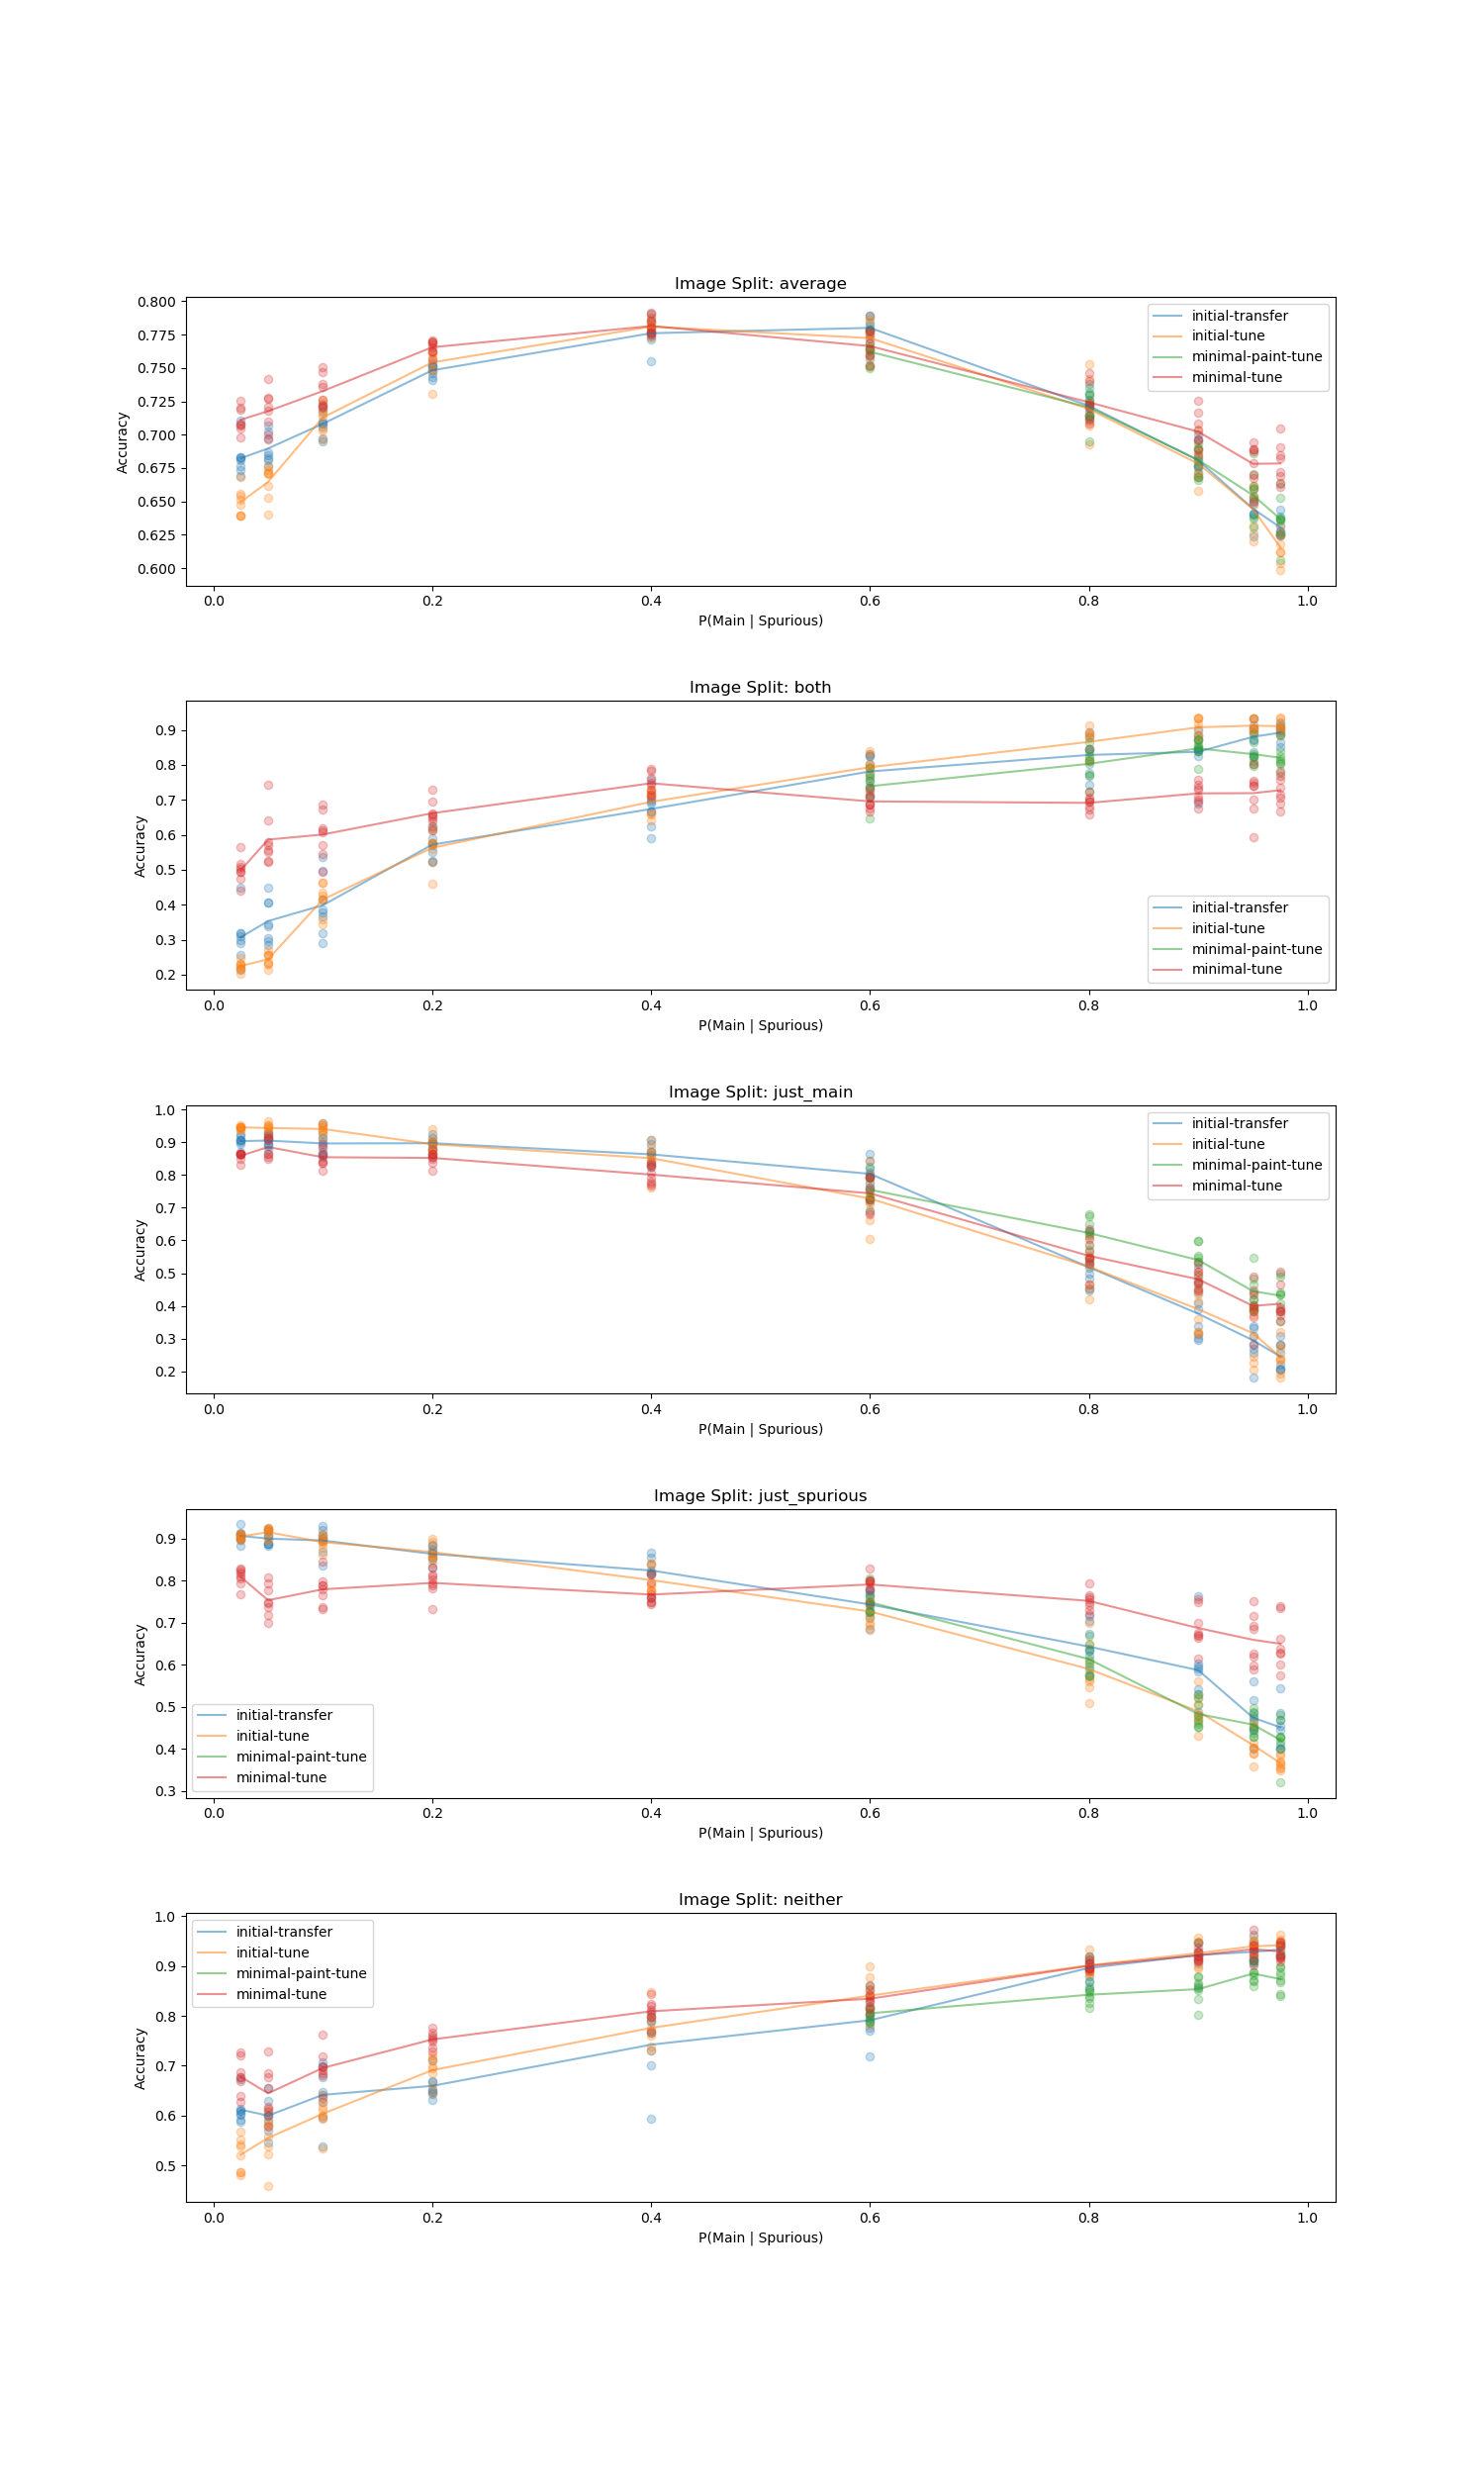 Image Split: average
0.800
0.775
0.750
0.725
0.700
0.675
0.650
0.625
0.600
Accuracy
initial-transfer
initial-tune
minimal-paint-tune
minimal-tune
0.0 0.2 0.4 0.6 0.8 1.0
P(Main | Spurious)
Image Split: both
0.9
0.8
0.7
0.6
0.5
0.4
0.3
0.2
Accuracy
initial-transfer
initial-tune
minimal-paint-tune
minimal-tune
0.0 0.2 0.4 0.6 0.8 1.0
P(Main | Spurious)
Image Split: just_main
1.0
0.9
0.8
0.7
0.6
0.5
0.4
0.3
0.2
Accuracy
initial-transfer
initial-tune
minimal-paint-tune
minimal-tune
0.0 0.2 0.4 0.6 0.8 1.0
P(Main | Spurious)
Image Split: just_spurious
0.9
0.8
0.7
0.6
0.5
0.4
0.3
Accuracy
initial-transfer
initial-tune
minimal-paint-tune
minimal-tune
0.0 0.2 0.4 0.6 0.8 1.0
P(Main | Spurious)
Image Split: neither
1.0
0.9
0.8
0.7
0.6
0.5
Accuracy
initial-transfer
initial-tune
minimal-paint-tune
minimal-tune
0.0 0.2 0.4 0.6 0.8 1.0
P(Main | Spurious)